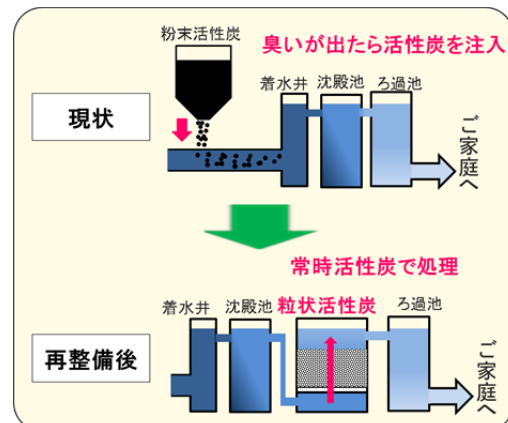 粉末活性炭
臭いが出たら活性炭を注入
着水井
沈殿池
ろ過池
現状
ご家庭へ
常時活性炭で処理
着水井
沈殿池
粒状活性炭
ろ過池
再整備後
ご家庭へ